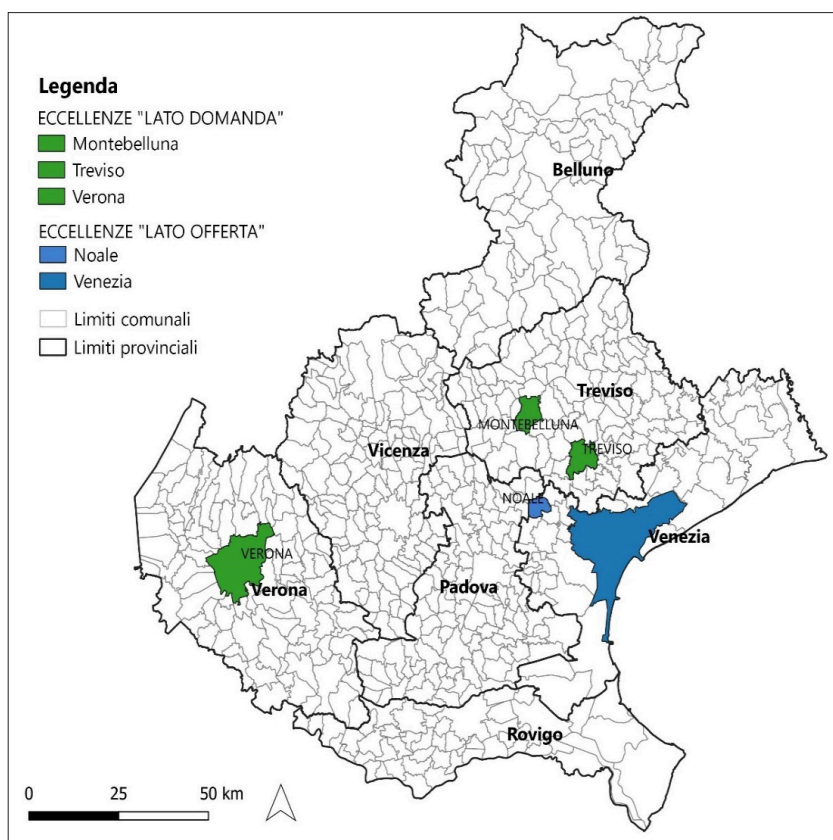 Legenda
ECCELLENZE "LATO DOMANDA"
Montebelluna
Treviso
Verona
ECCELLENZE "LATO OFFERTA"
Noale
Venezia
Limiti comunali
Limiti provinciali
Belluno
Treviso
MONTEBELLUNA
Vicenza
TREVISO
NOALE
Venezia
VERONA
Verona
Padova
Rovigo
0 25 50 km